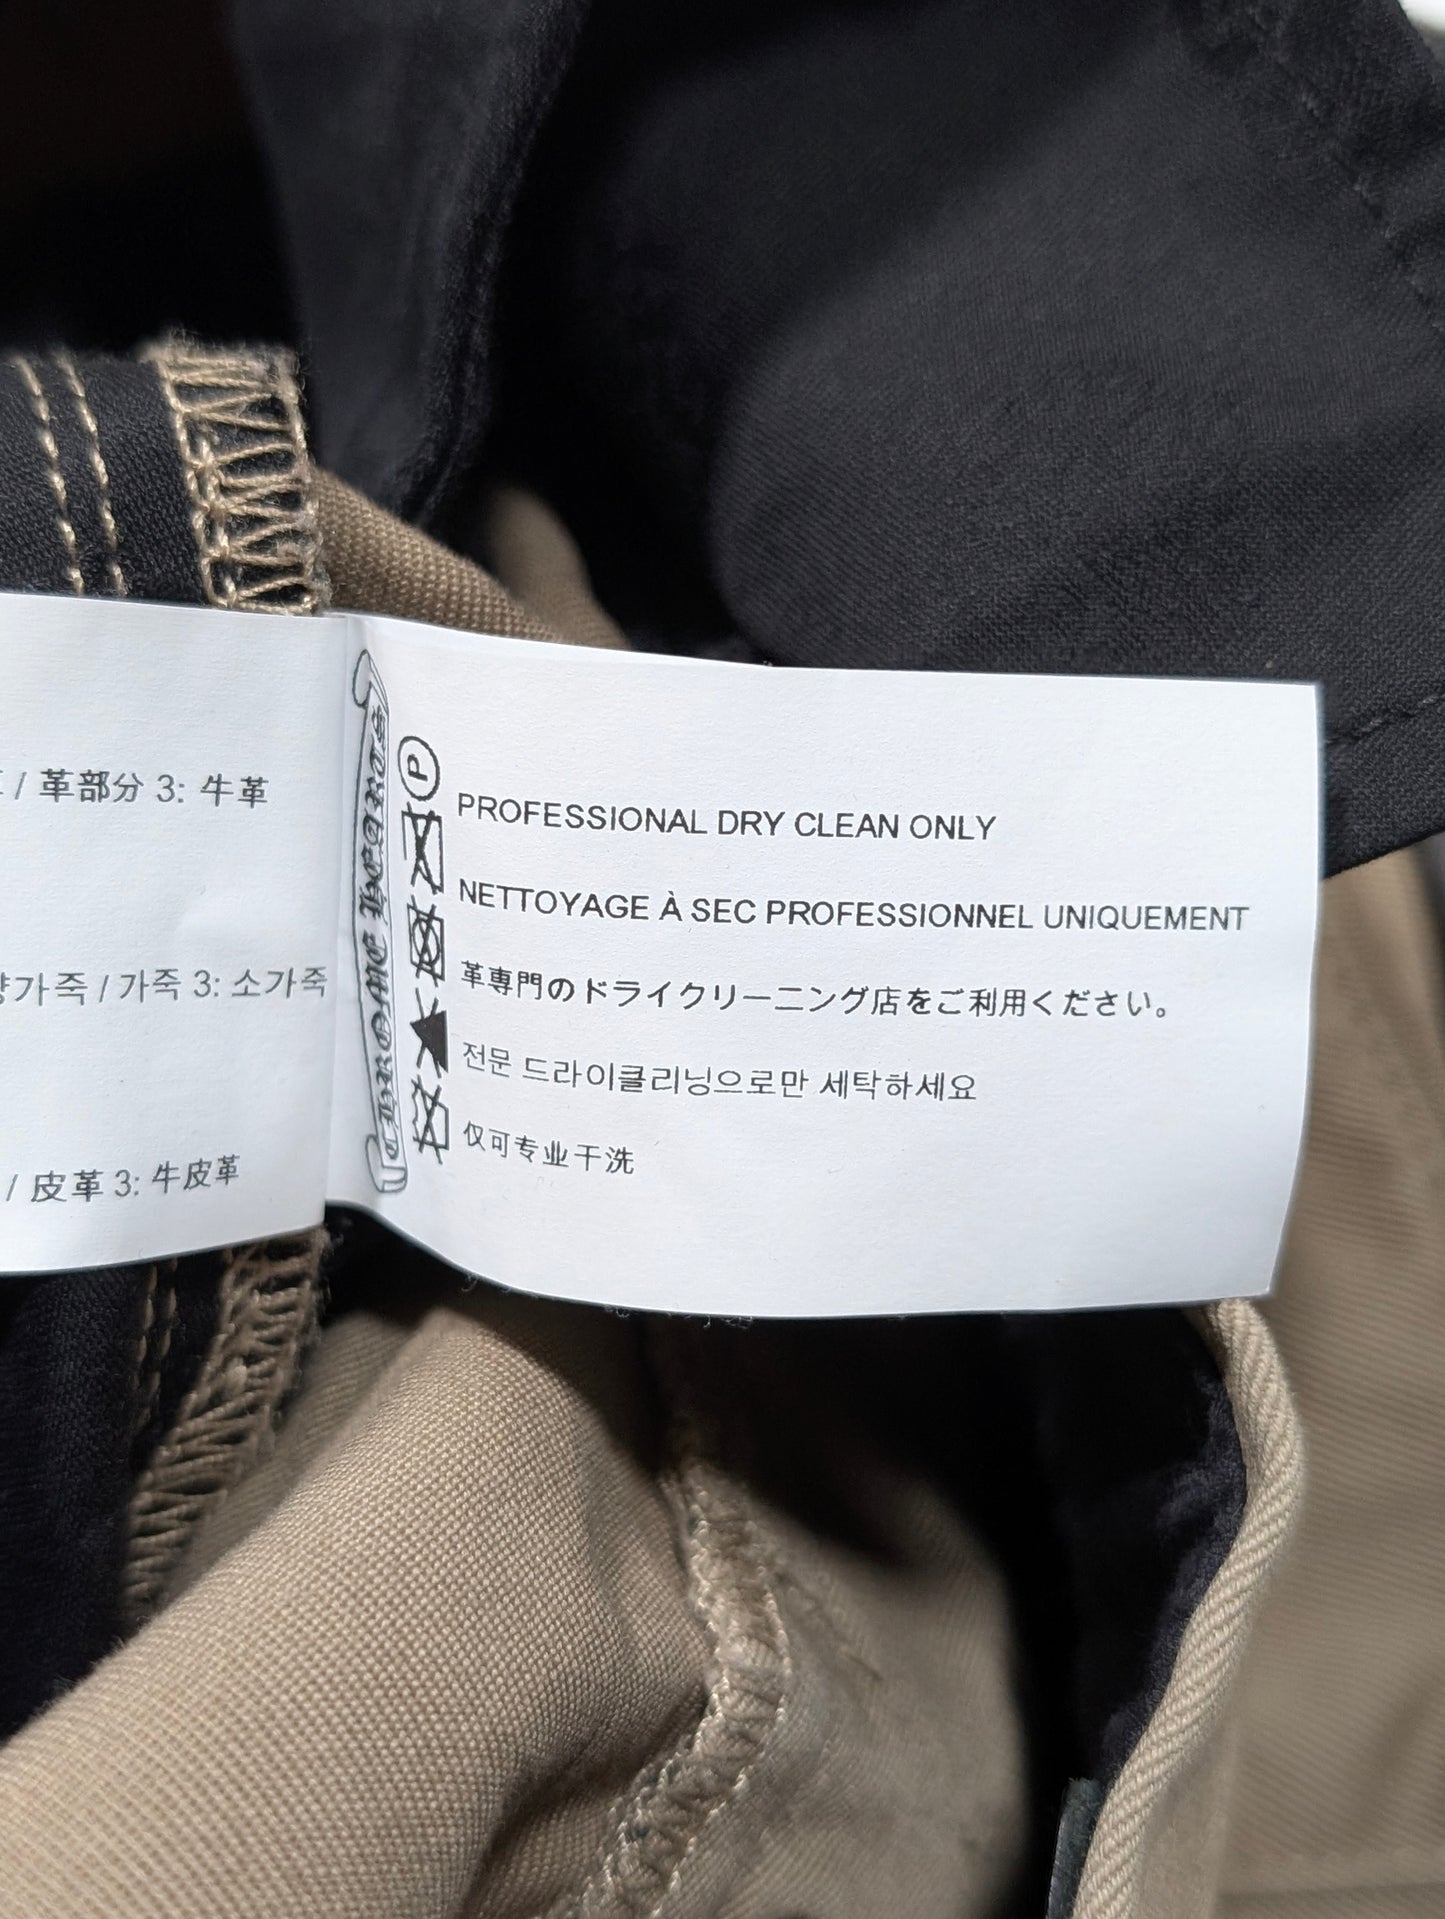 / 革部分 3: 牛革
가죽 / 가죽 3: 소가죽
/ 皮革 3: 牛皮革
P
PROFESSIONAL DRY CLEAN ONLY
NETTOYAGE À SEC PROFESSIONNEL UNIQUEMENT
革専門のドライクリーニング店をご利用ください。
전문 드라이클리닝으로만 세탁하세요
仅可专业干洗